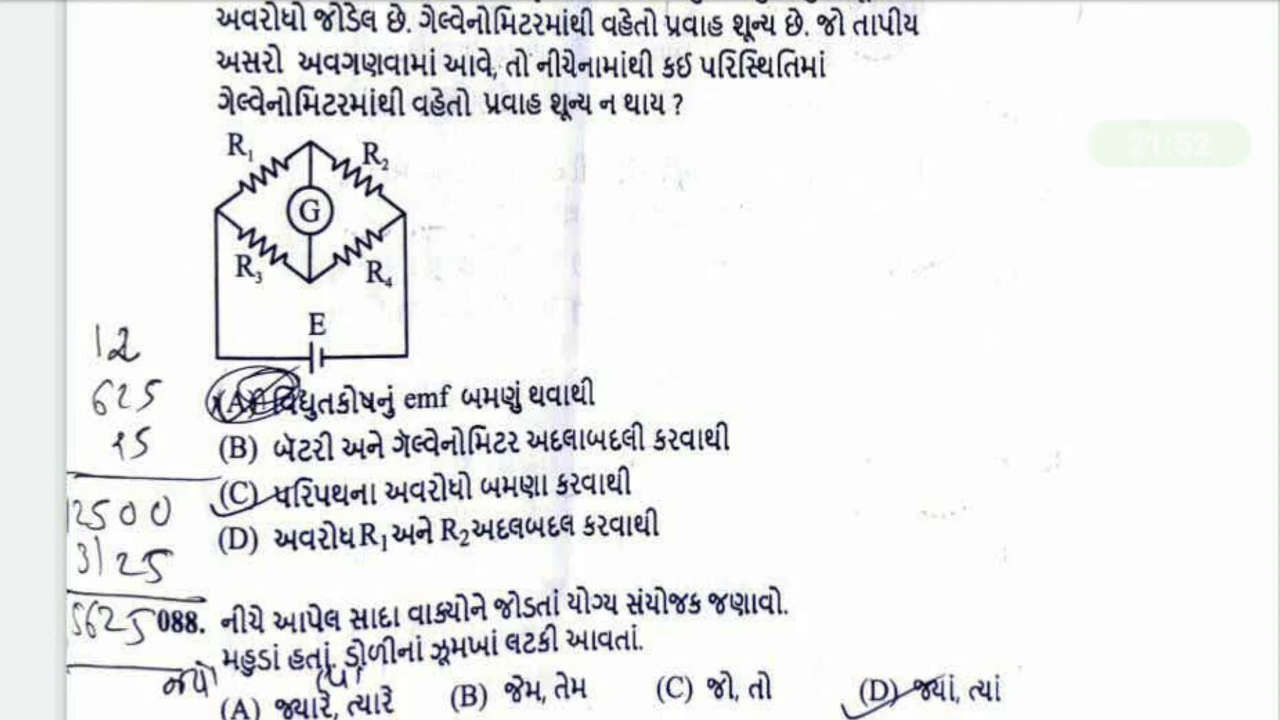 અવરોધો જોડેલ છે. ગેલ્વેનોમિટરમાંથી વહેતો પ્રવાહ શૂન્ય છે. જો તાપીય
અસરો અવગણવામાં આવે, તો નીચેનામાંથી કઈ પરિસ્થિતિમાં
ગેલ્વેનોમિટરમાંથી વહેતો પ્રવાહ શૂન્ય ન થાય ?
R₁ R₂
G
R₃ R₄
E
(A) વિદ્યુતકોષનું emf બમણું થવાથી
(B) બૅટરી અને ગૅલ્વેનોમિટર અદલાબદલી કરવાથી
(C) પરિપથના અવરોધો બમણા કરવાથી
(D) અવરોધ R₁ અને R₂ અદલબદલ કરવાથી
12
625
15
2500
3125
5625
088. નીચે આપેલ સાદા વાક્યોને જોડતાં યોગ્ય સંયોજક જણાવો.
મહુડાં હતાં. ડોળીનાં ઝૂમખાં લટકી આવતાં.
(A) જ્યારે, ત્યારે (B) જેમ, તેમ (C) જો, તો (D) જ્યાં, ત્યાં
21:52